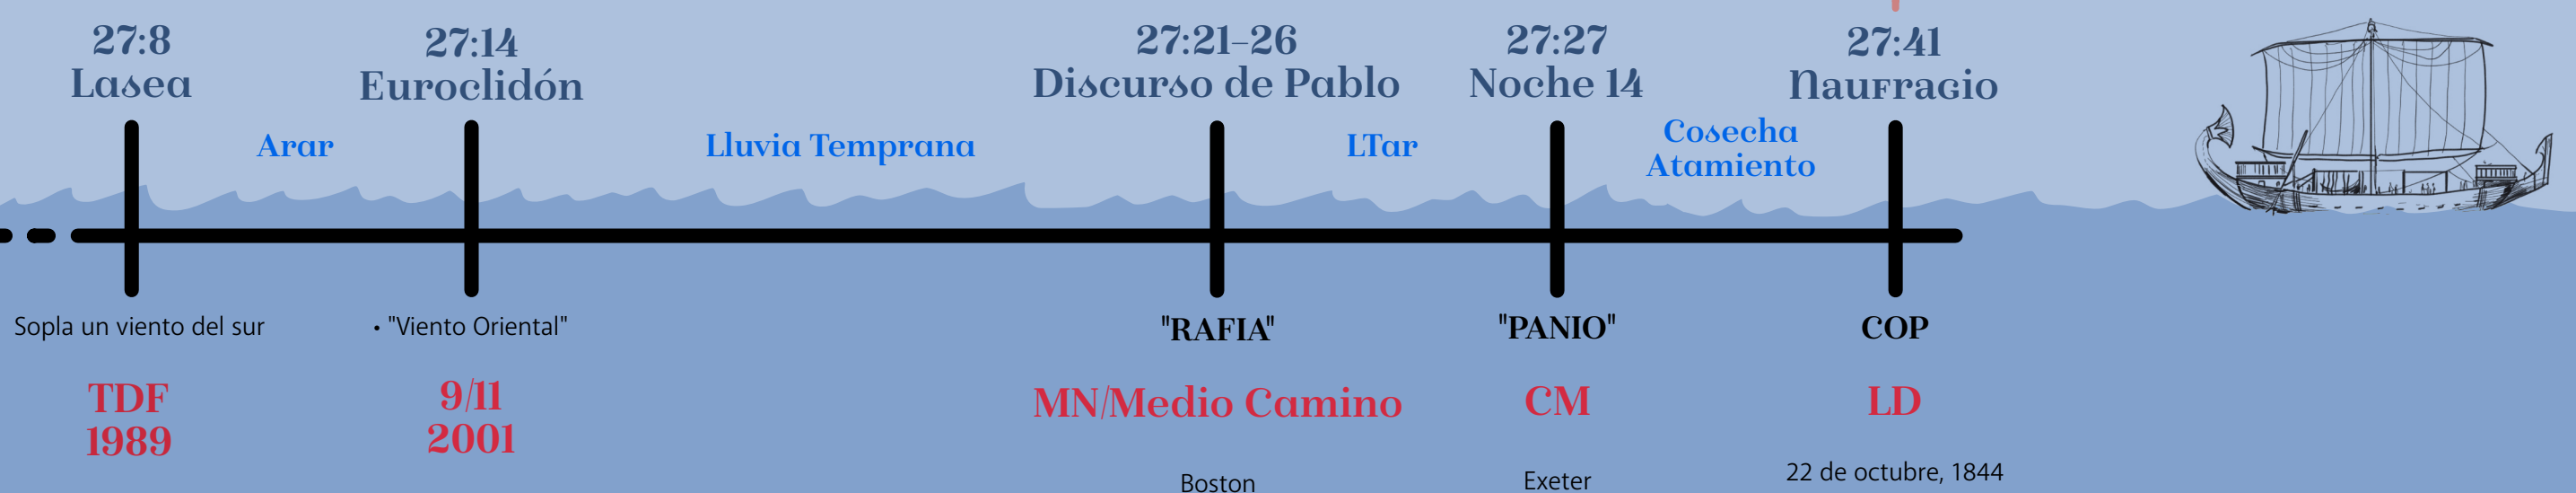 27:8
Lasea
27:14
Euroclidón
27:21-26
Discurso de Pablo
27:27
Noche 14
27:41
Naufragio
Arar
Lluvia Temprana
LTar
Cosecha
Atamiento
Sopla un viento del sur
• "Viento Oriental"
"RAFIA"
"PANIO"
COP
TDF
1989
9/11
2001
MN/Medio Camino
CM
LD
Boston
Exeter
22 de octubre, 1844